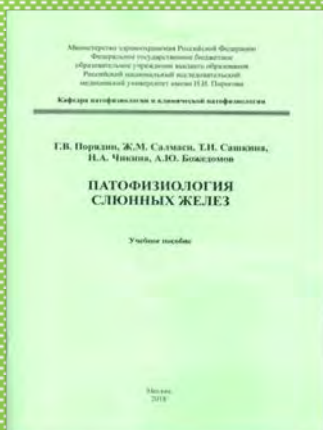 Министерство здравоохранения Российской Федерации
Федеральное государственное бюджетное
образовательное учреждение высшего образования
Российский национальный исследовательский
медицинский университет имени Н.И. Пирогова
Кафедра патофизиологии и клинической патофизиологии
Г.В. Порядин, Ж.М. Салмаси, Т.И. Сашкина,
Н.А. Чикина, А.Ю. Божедомов
ПАТОФИЗИОЛОГИЯ
СЛЮННЫХ ЖЕЛЕЗ
Учебное пособие
Москва
2018